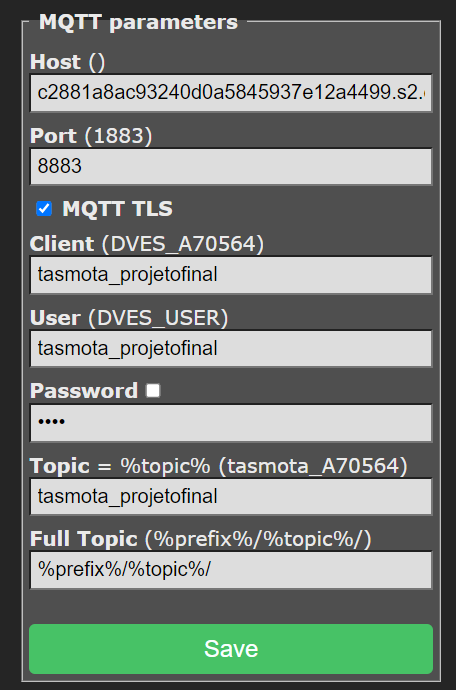 MQTT parameters
Host ()
c2881a8ac93240d0a5845937e12a4499.s2.
Port (1883)
8883
MQTT TLS
Client (DVES_A70564)
tasmota_projetofinal
User (DVES_USER)
tasmota_projetofinal
Password
••••
Topic = %topic% (tasmota_A70564)
tasmota_projetofinal
Full Topic (%prefix%/%topic%/)
%prefix%/%topic%/
Save